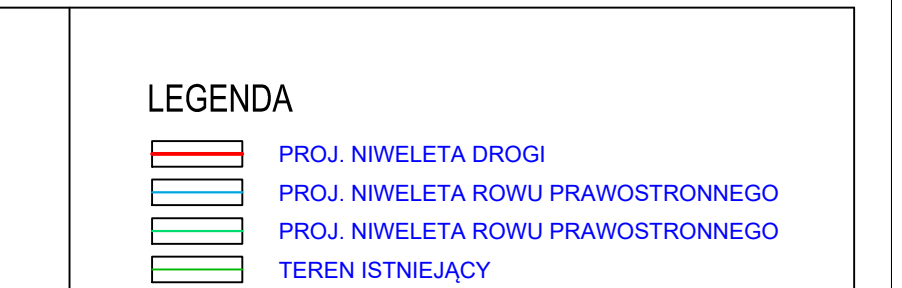 LEGENDA
PROJ. NIWELETA DROGI
PROJ. NIWELETA ROWU PRAWOSTRONNEGO
PROJ. NIWELETA ROWU PRAWOSTRONNEGO
TEREN ISTNIEJĄCY